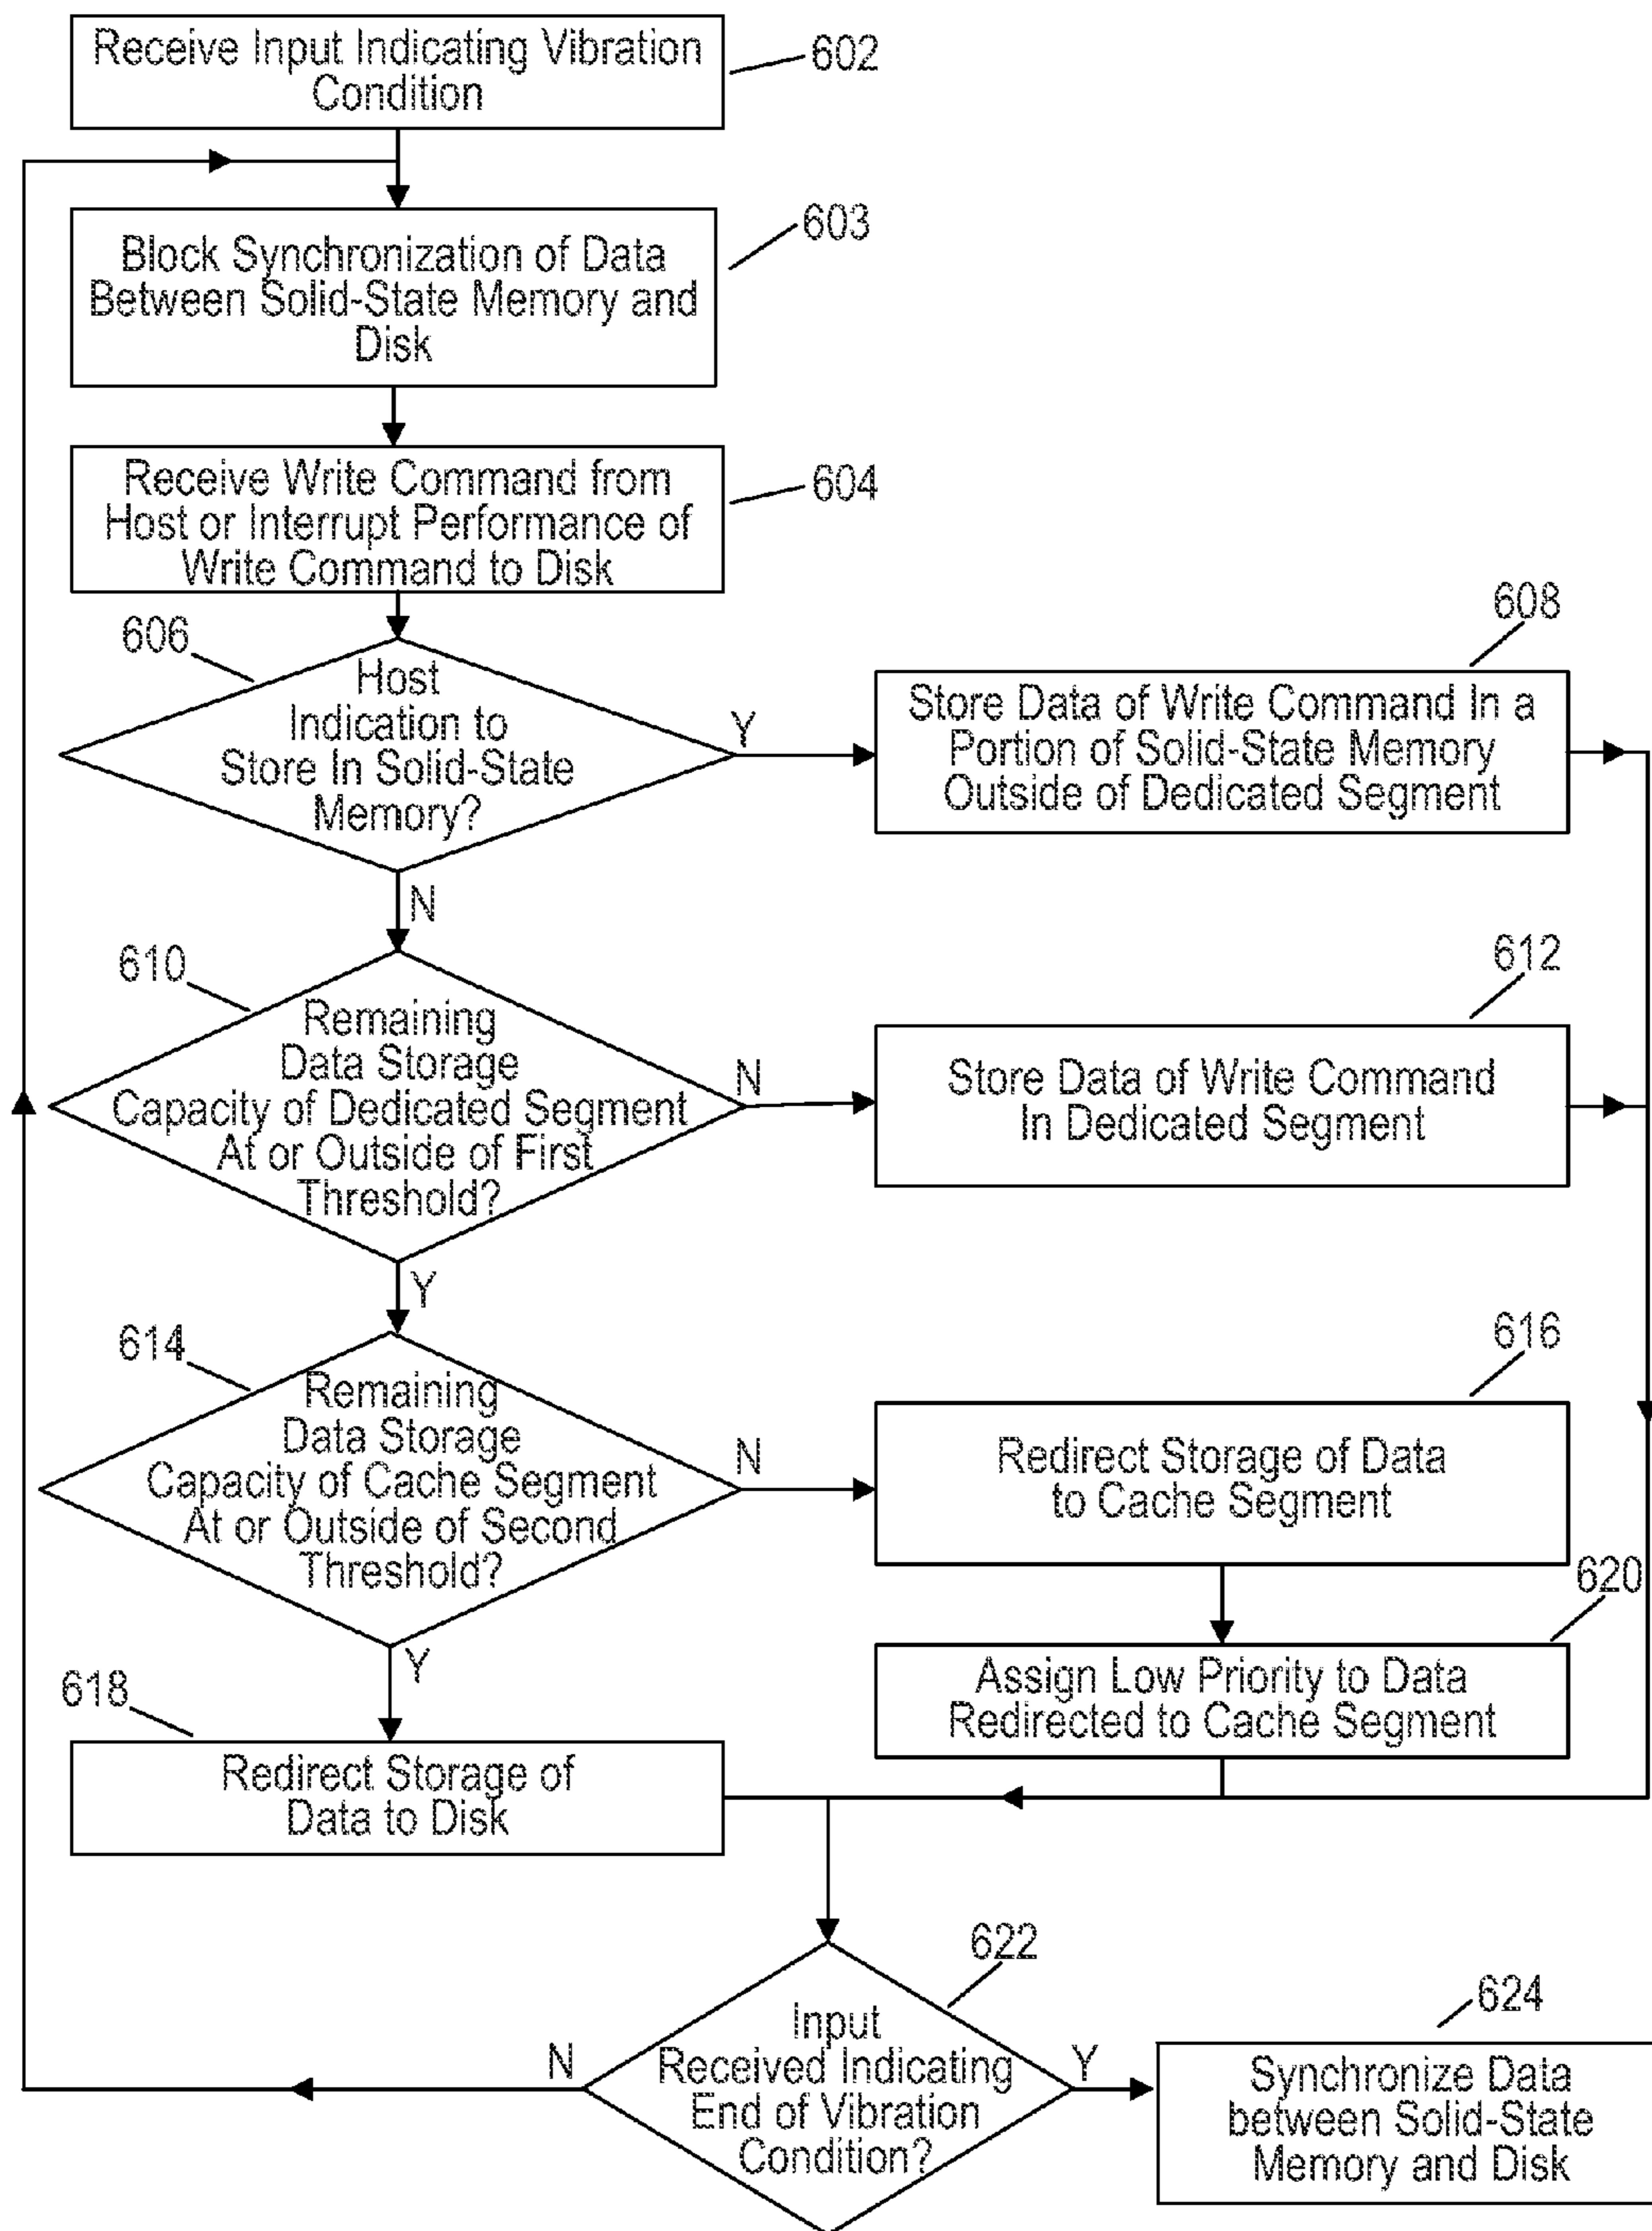 Receive Input Indicating Vibration
Condition
602
Block Synchronization of Data
Between Solid-State Memory and
Disk
603
Receive Write Command from
Host or Interrupt Performance of
Write Command to Disk
604
606
Host
Indication to
Store In Solid-State
Memory?
Y
N
608
Store Data of Write Command In a
Portion of Solid-State Memory
Outside of Dedicated Segment
610
Remaining
Data Storage
Capacity of Dedicated Segment
At or Outside of First
Threshold?
N
Y
612
Store Data of Write Command
In Dedicated Segment
614
Remaining
Data Storage
Capacity of Cache Segment
At or Outside of Second
Threshold?
N
Y
616
Redirect Storage of Data
to Cache Segment
620
Assign Low Priority to Data
Redirected to Cache Segment
618
Redirect Storage of
Data to Disk
622
Input
Received Indicating
End of Vibration
Condition?
N
Y
624
Synchronize Data
between Solid-State
Memory and Disk